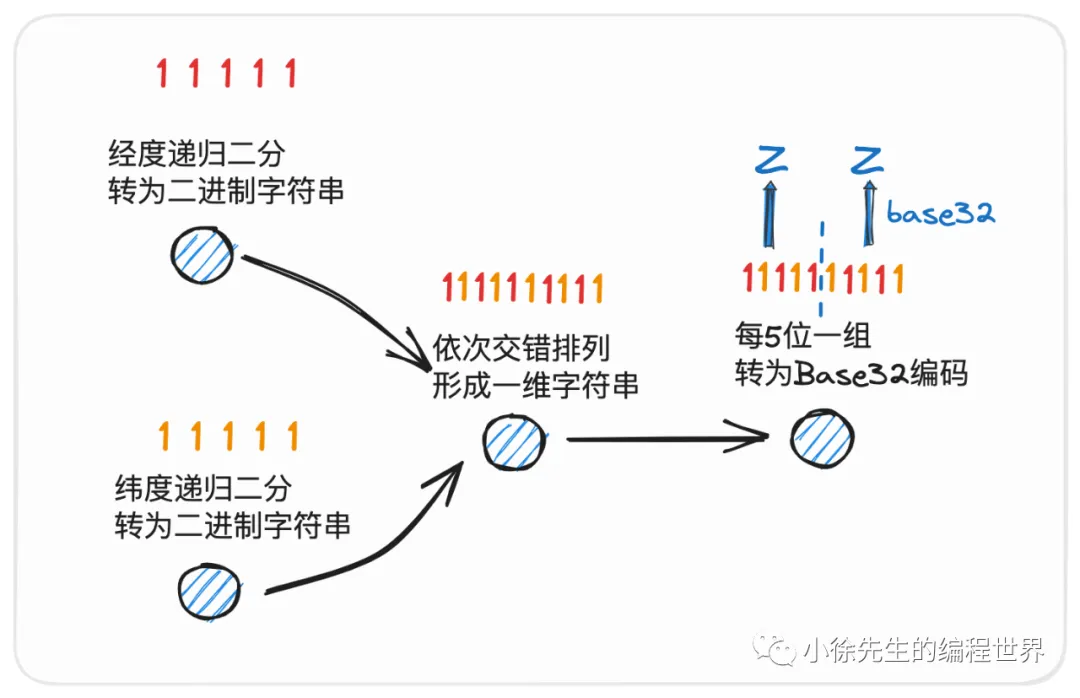 1 1 1 1 1
经度递归二分
转为二进制字符串
1 1 1 1 1
纬度递归二分
转为二进制字符串
1111111111
依次交错排列
形成一维字符串
Z Z
base32
1111111111
每5位一组
转为Base32编码
小徐先生的编程世界